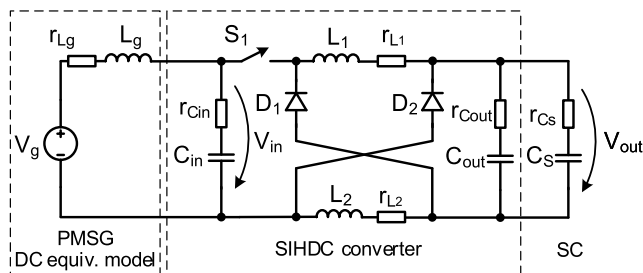 r_Lg
L_g
S_1
L_1
r_L1
V_g
r_Cin
C_in
V_in
D_1
D_2
r_Cout
C_out
r_Cs
C_S
V_out
L_2
r_L2
PMSG
DC equiv. model
SIHDC converter
SC